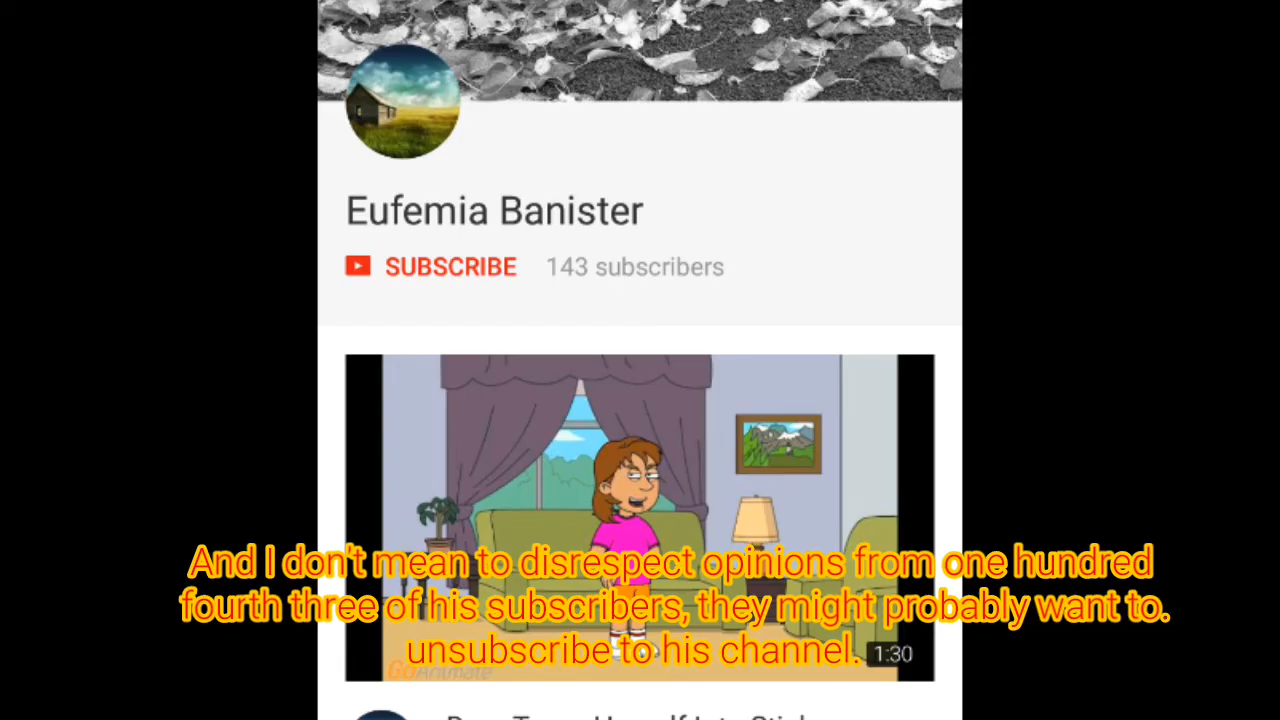 Eufemia Banister
SUBSCRIBE 143 subscribers
And I don't mean to disrespect opinions from one hundred
fourth three of his subscribers, they might probably want to.
unsubscribe to his channel.
1:30
GoAnimate